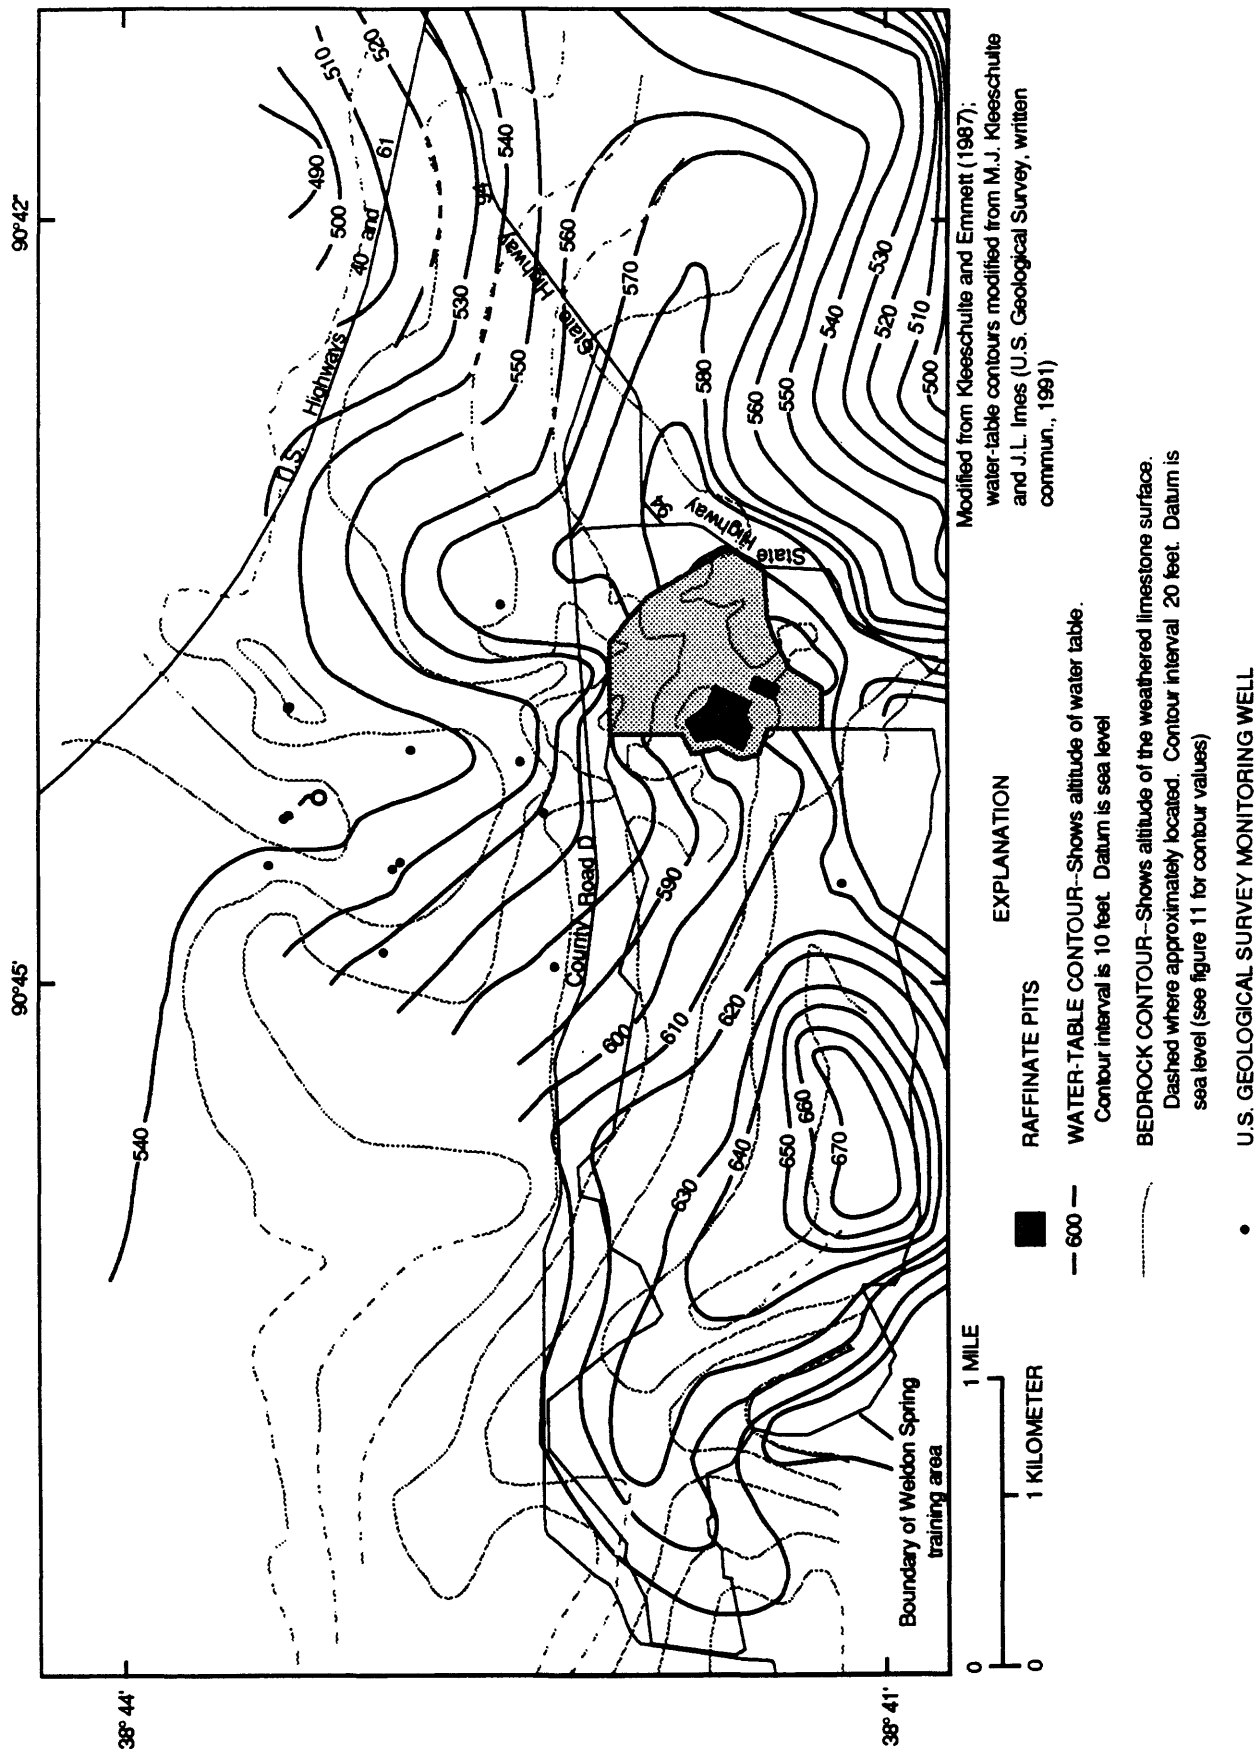 90°45'
90°42"
38° 44'
38° 41'
540
490
500
510
520
40 and
61
U.S.
Highways
530
540
94
State
Highway
550
560
570
580
560
550
540
530
520
510
500
94
State
Highway
County Road D
590
600
610
620
630
640
650
660
670
Boundary of Weldon Spring
training area
0
1 MILE
0
1 KILOMETER
Modified from Kleeschulte and Emmett (1987);
water-table contours modified from M.J. Kleeschulte
and J.L. Imes (U.S. Geological Survey, written
commun., 1991)
EXPLANATION
RAFFINATE PITS
— 600 — WATER-TABLE CONTOUR--Shows altitude of water table.
Contour interval is 10 feet. Datum is sea level
BEDROCK CONTOUR--Shows altitude of the weathered limestone surface.
Dashed where approximately located. Contour interval 20 feet. Datum is
sea level (see figure 11 for contour values)
U.S. GEOLOGICAL SURVEY MONITORING WELL